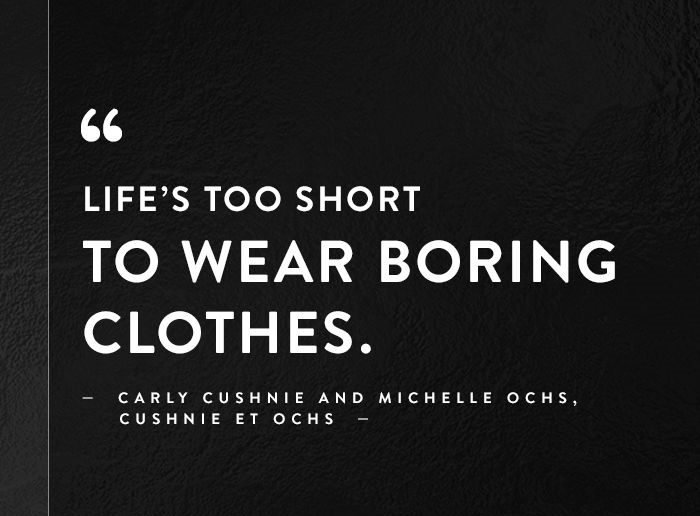 “
LIFE’S TOO SHORT
TO WEAR BORING
CLOTHES.
– CARLY CUSHNIE AND MICHELLE OCHS,
CUSHNIE ET OCHS –